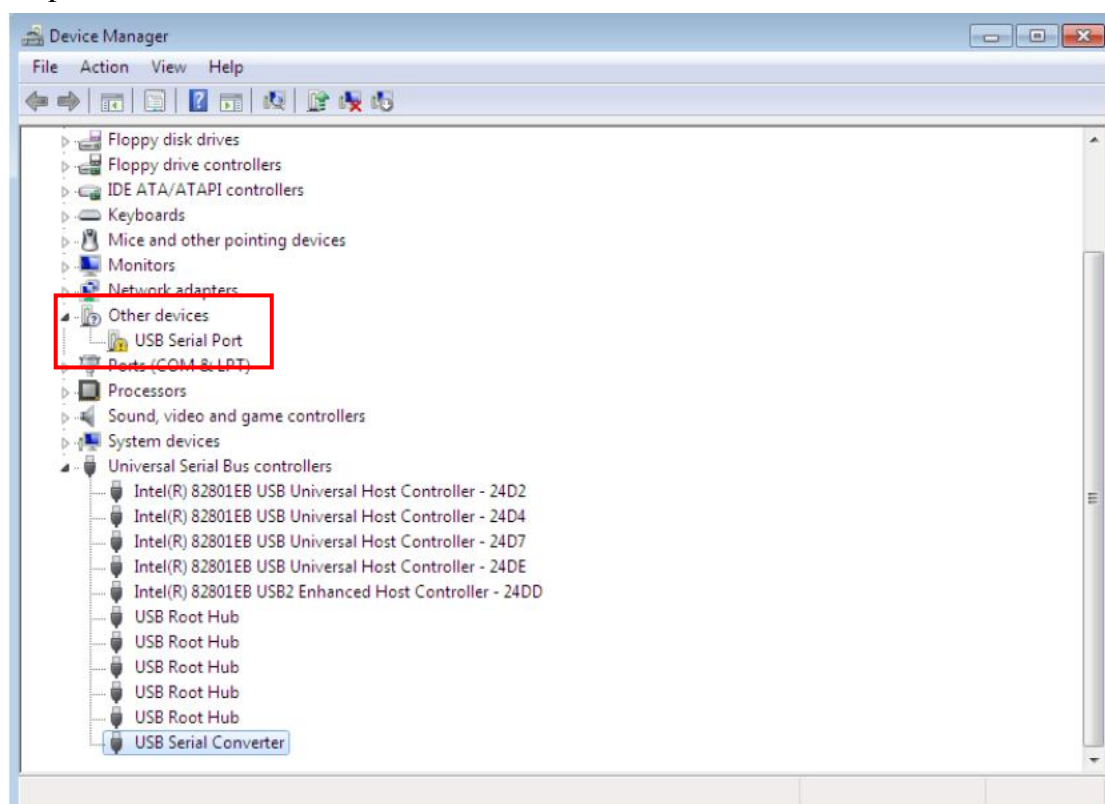 Device Manager
File Action View Help
Floppy disk drives
Floppy drive controllers
IDE ATA/ATAPI controllers
Keyboards
Mice and other pointing devices
Monitors
Network adapters
Other devices
USB Serial Port
Ports (COM & LPT)
Processors
Sound, video and game controllers
System devices
Universal Serial Bus controllers
Intel(R) 82801EB USB Universal Host Controller - 24D2
Intel(R) 82801EB USB Universal Host Controller - 24D4
Intel(R) 82801EB USB Universal Host Controller - 24D7
Intel(R) 82801EB USB Universal Host Controller - 24DE
Intel(R) 82801EB USB2 Enhanced Host Controller - 24DD
USB Root Hub
USB Root Hub
USB Root Hub
USB Root Hub
USB Root Hub
USB Serial Converter